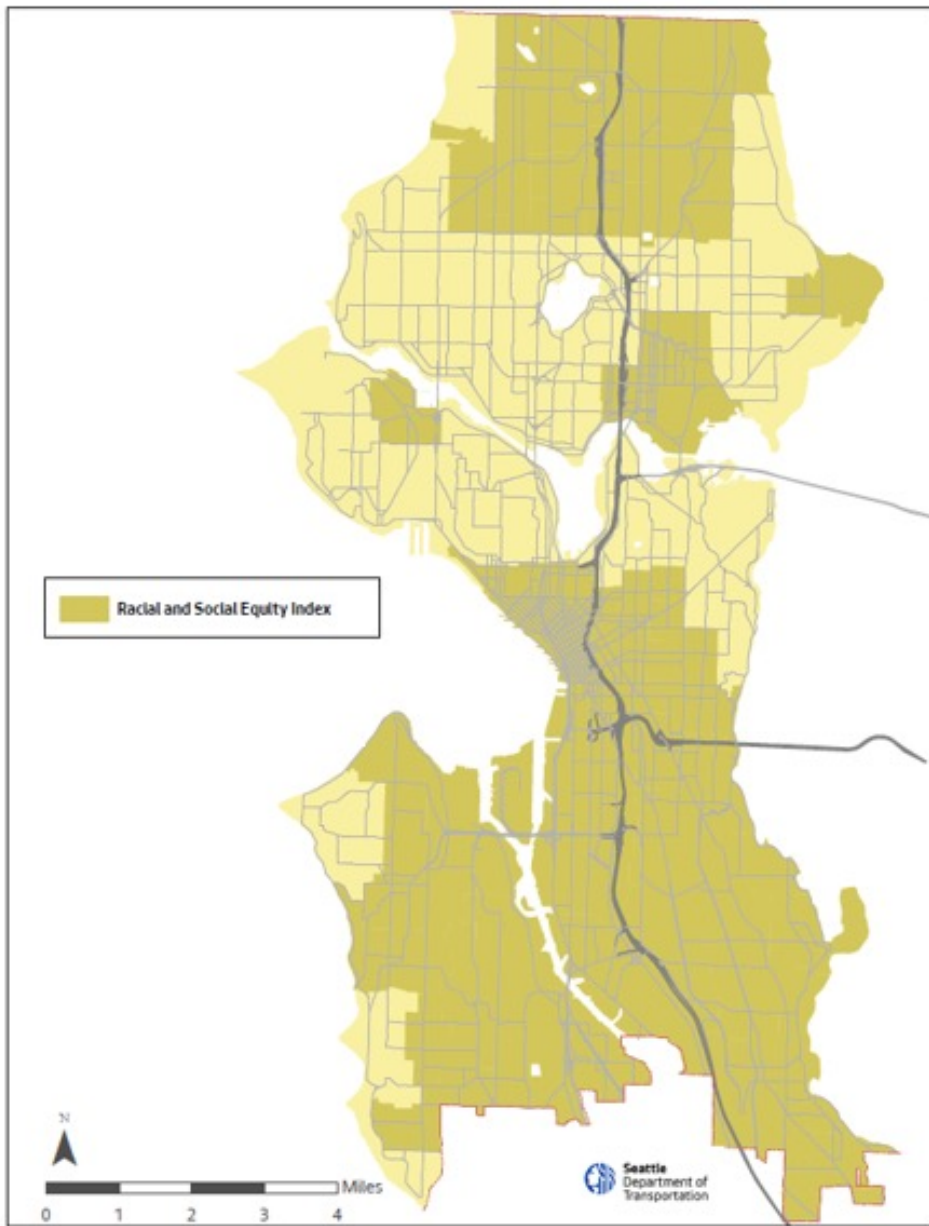 Racial and Social Equity Index
N
0 1 2 3 4 Miles
Seattle
Department of
Transportation